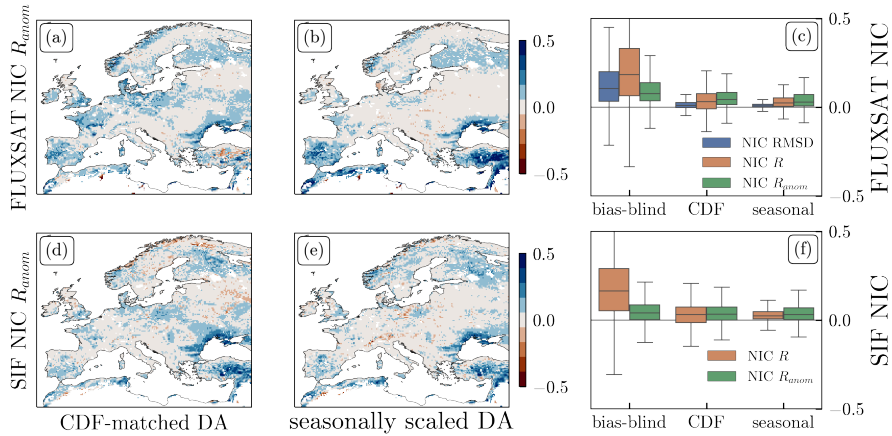 FLUXSAT NIC R_anom
(a)
(b)
0.5
0.0
−0.5
(c)
0.5
0.0
−0.5
NIC RMSD
NIC R
NIC R_anom
bias-blind CDF seasonal
FLUXSAT NIC
SIF NIC R_anom
(d)
(e)
0.5
0.0
−0.5
(f)
0.5
0.0
−0.5
NIC R
NIC R_anom
bias-blind CDF seasonal
SIF NIC
CDF-matched DA
seasonally scaled DA